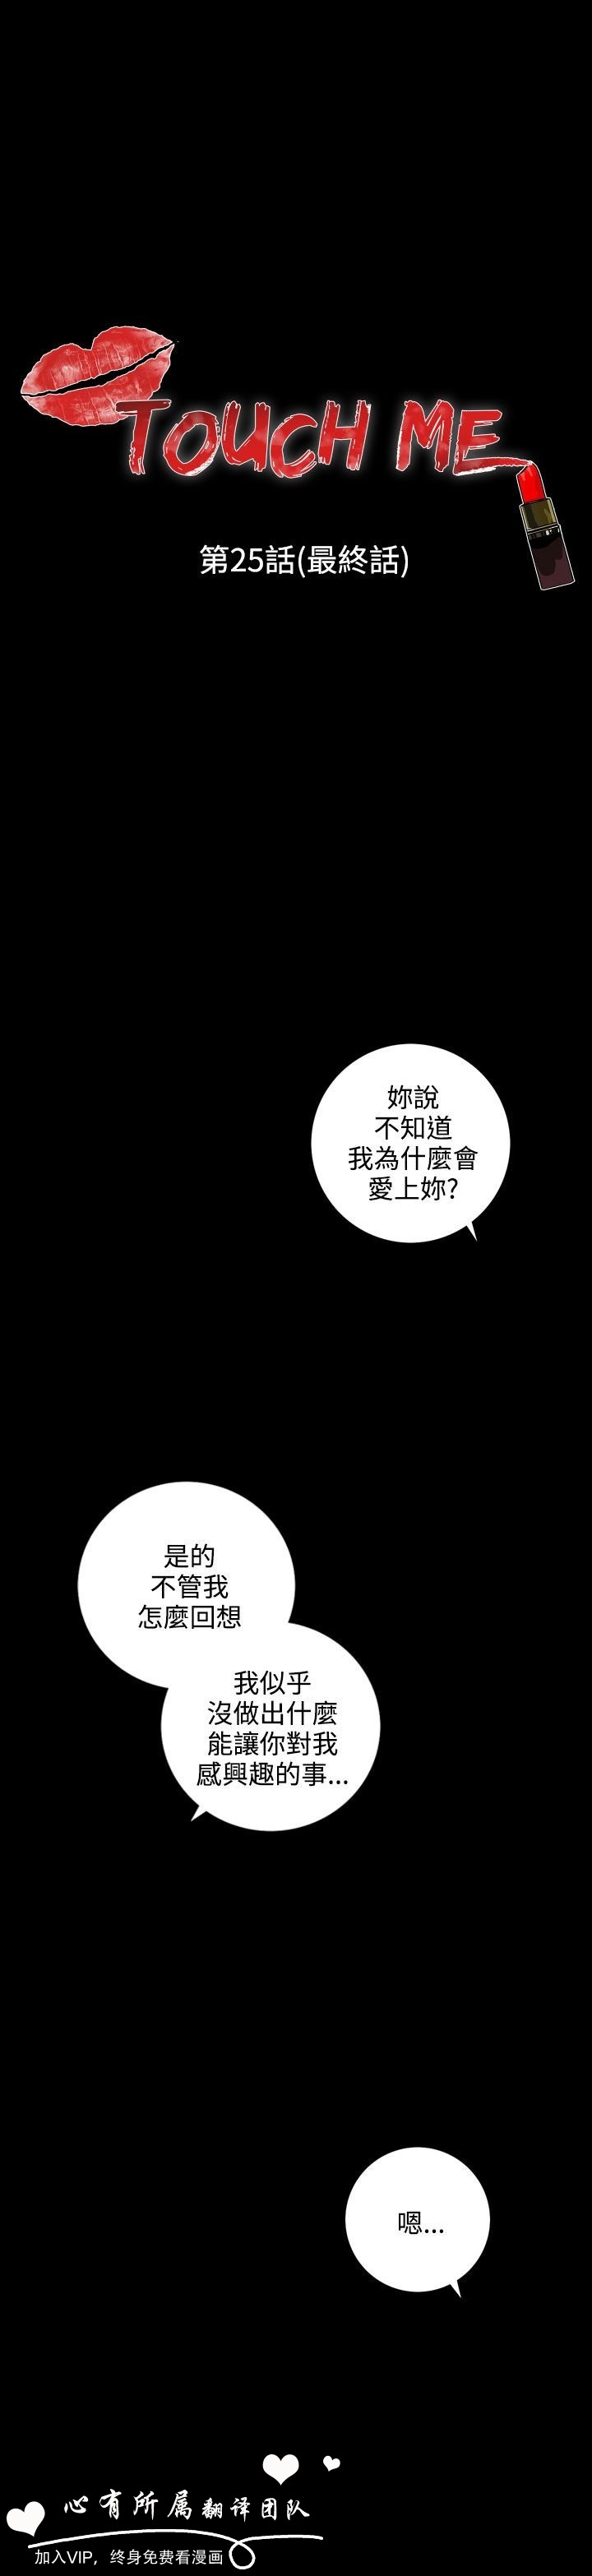 TOUCH ME
第25話(最終話)
妳說
不知道
我為什麼會
愛上妳?
是的
不管我
怎麼回想
我似乎
沒做出什麼
能讓你對我
感興趣的事...
嗯...
心有所属翻译团队
加入VIP，终身免费看漫画